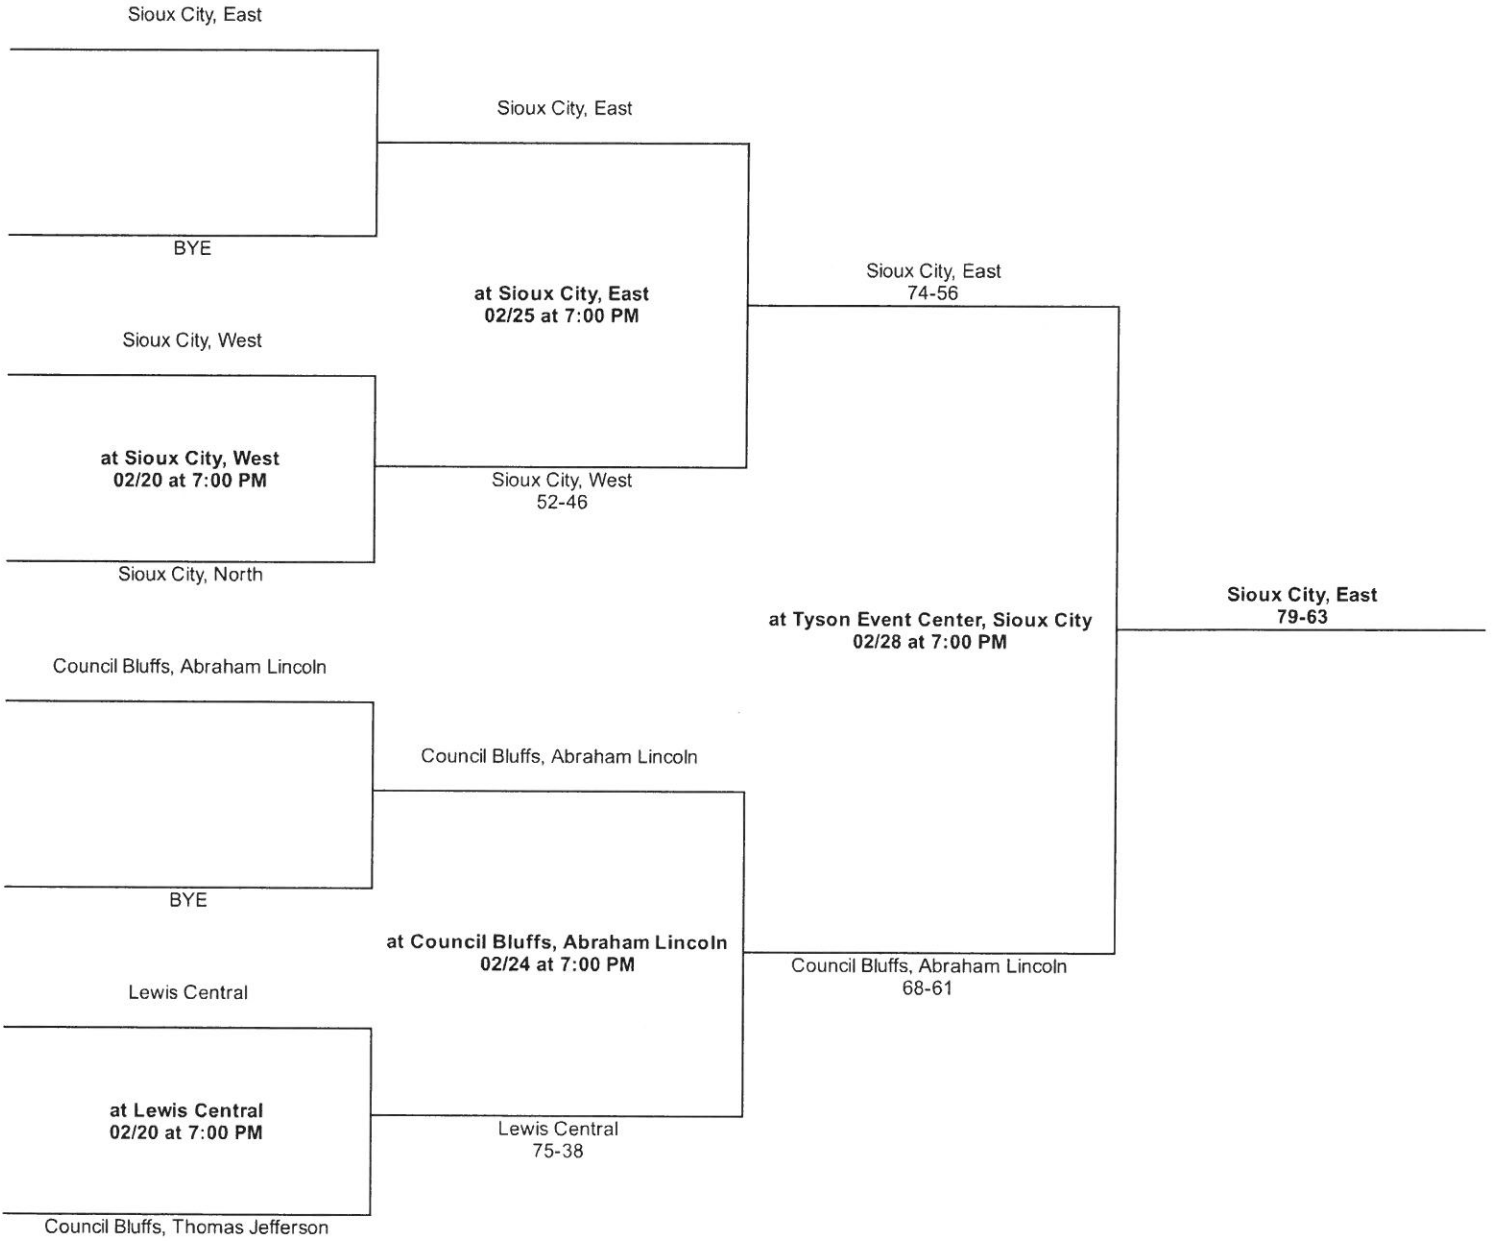 Sioux City, East
Sioux City, East
BYE
Sioux City, East
74-56
at Sioux City, East
02/25 at 7:00 PM
Sioux City, West
at Sioux City, West
02/20 at 7:00 PM
Sioux City, West
52-46
Sioux City, North
Sioux City, East
79-63
at Tyson Event Center, Sioux City
02/28 at 7:00 PM
Council Bluffs, Abraham Lincoln
Council Bluffs, Abraham Lincoln
BYE
at Council Bluffs, Abraham Lincoln
02/24 at 7:00 PM
Council Bluffs, Abraham Lincoln
68-61
Lewis Central
at Lewis Central
02/20 at 7:00 PM
Lewis Central
75-38
Council Bluffs, Thomas Jefferson